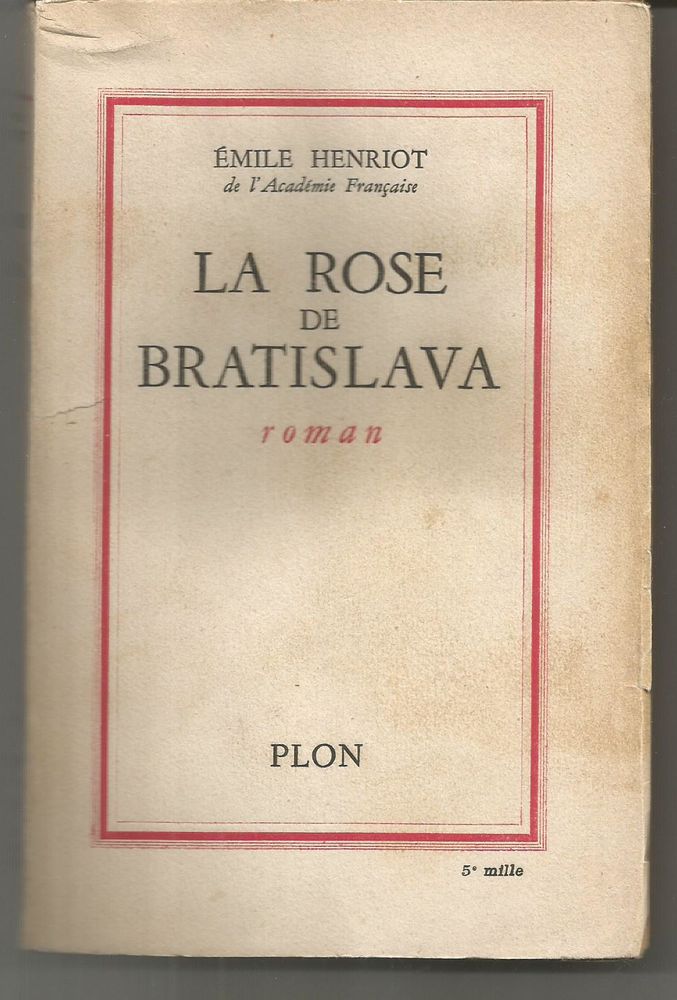 ÉMILE HENRIOT
de l'Académie Française
LA ROSE
DE
BRATISLAVA
roman
PLON
5e mille